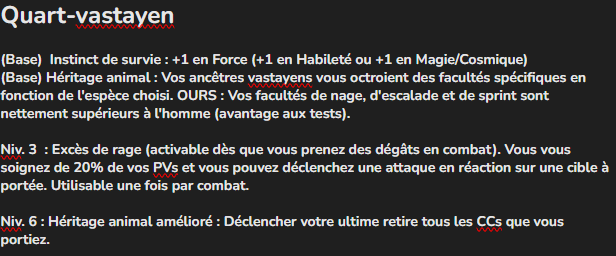 Quart-vastayen
(Base)  Instinct de survie : +1 en Force (+1 en Habileté ou +1 en Magie/Cosmique)
(Base) Héritage animal : Vos ancêtres vastayens vous octroient des facultés spécifiques en
fonction de l'espèce choisi. OURS : Vos facultés de nage, d'escalade et de sprint sont
nettement supérieurs à l'homme (avantage aux tests).
Niv. 3  : Excès de rage (activable dès que vous prenez des dégâts en combat). Vous vous
soignez de 20% de vos PVs et vous pouvez déclenchez une attaque en réaction sur une cible à
portée. Utilisable une fois par combat.
Niv. 6 : Héritage animal amélioré : Déclencher votre ultime retire tous les CCs que vous
portiez.